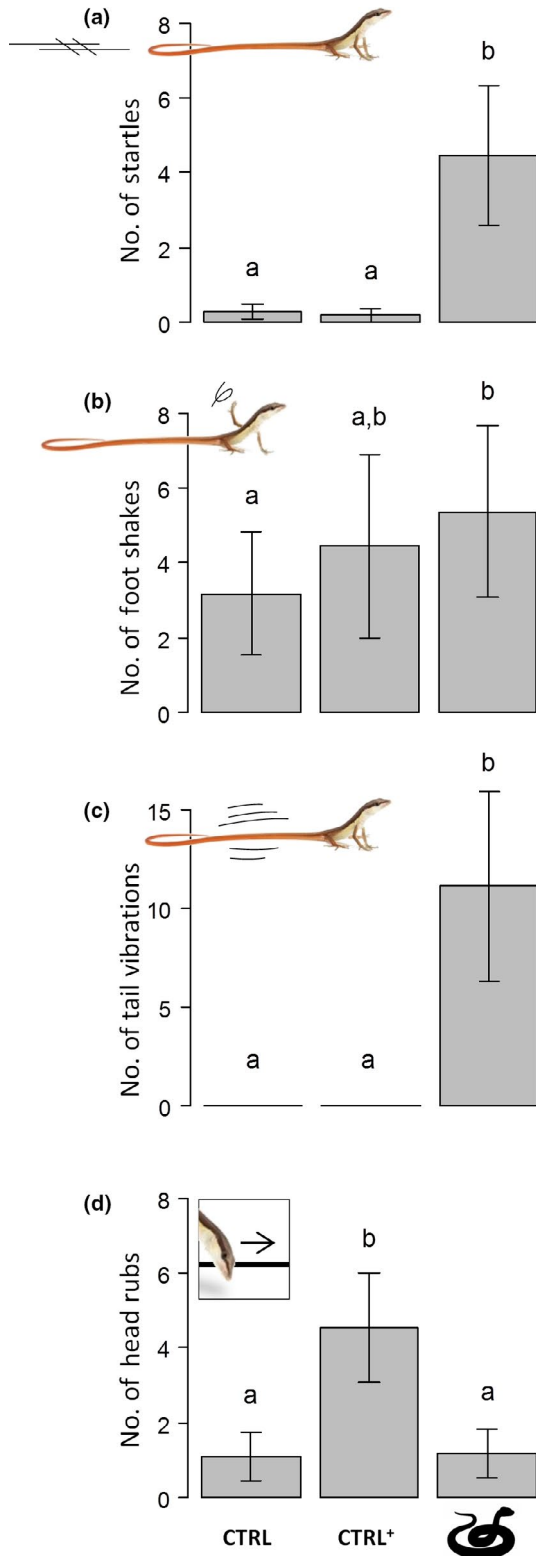 (a)
No. of startles
8
6
4
2
0
a
a
b
(b)
No. of foot shakes
8
6
4
2
0
a
a,b
b
(c)
No. of tail vibrations
15
10
5
0
a
a
b
(d)
No. of head rubs
8
6
4
2
0
a
b
a
CTRL
CTRL⁺